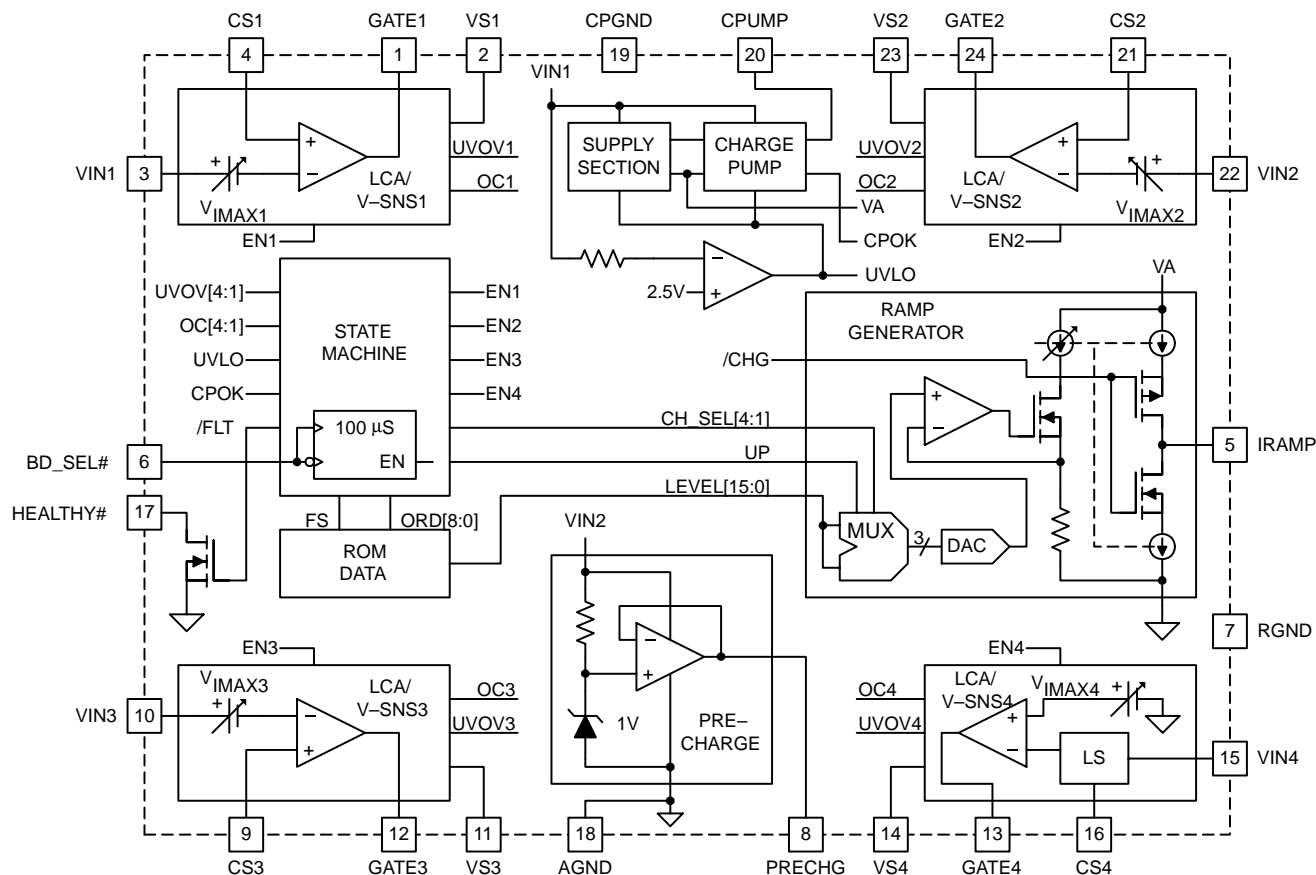 CS1
GATE1
VS1
CPGND
CPUMP
VS2
GATE2
CS2
4
1
2
19
20
23
24
21
VIN1
+
−
+
LCA/
V–SNS1
VIMAX1
UVOV1
OC1
EN1
VIN1
3
SUPPLY
SECTION
CHARGE
PUMP
VA
CPOK
2.5V
−
+
UVLO
UVOV2
OC2
LCA/
V–SNS2
+
−
+
VIMAX2
EN2
22
VIN2
UVOV[4:1]
OC[4:1]
UVLO
CPOK
/FLT
STATE
MACHINE
100 μS
EN
EN1
EN2
EN3
EN4
CH_SEL[4:1]
UP
LEVEL[15:0]
BD_SEL#
6
HEALTHY#
17
FS
ORD[8:0]
ROM
DATA
RAMP
GENERATOR
VA
/CHG
+
−
MUX
3
DAC
5
IRAMP
7
RGND
VIN2
−
+
1V
PRE–
CHARGE
EN3
VIMAX3
+
−
+
LCA/
V–SNS3
OC3
UVOV3
VIN3
10
EN4
OC4
UVOV4
LCA/
V–SNS4
VIMAX4
+
+
−
LS
15
VIN4
9
12
11
18
8
14
13
16
CS3
GATE3
VS3
AGND
PRECHG
VS4
GATE4
CS4